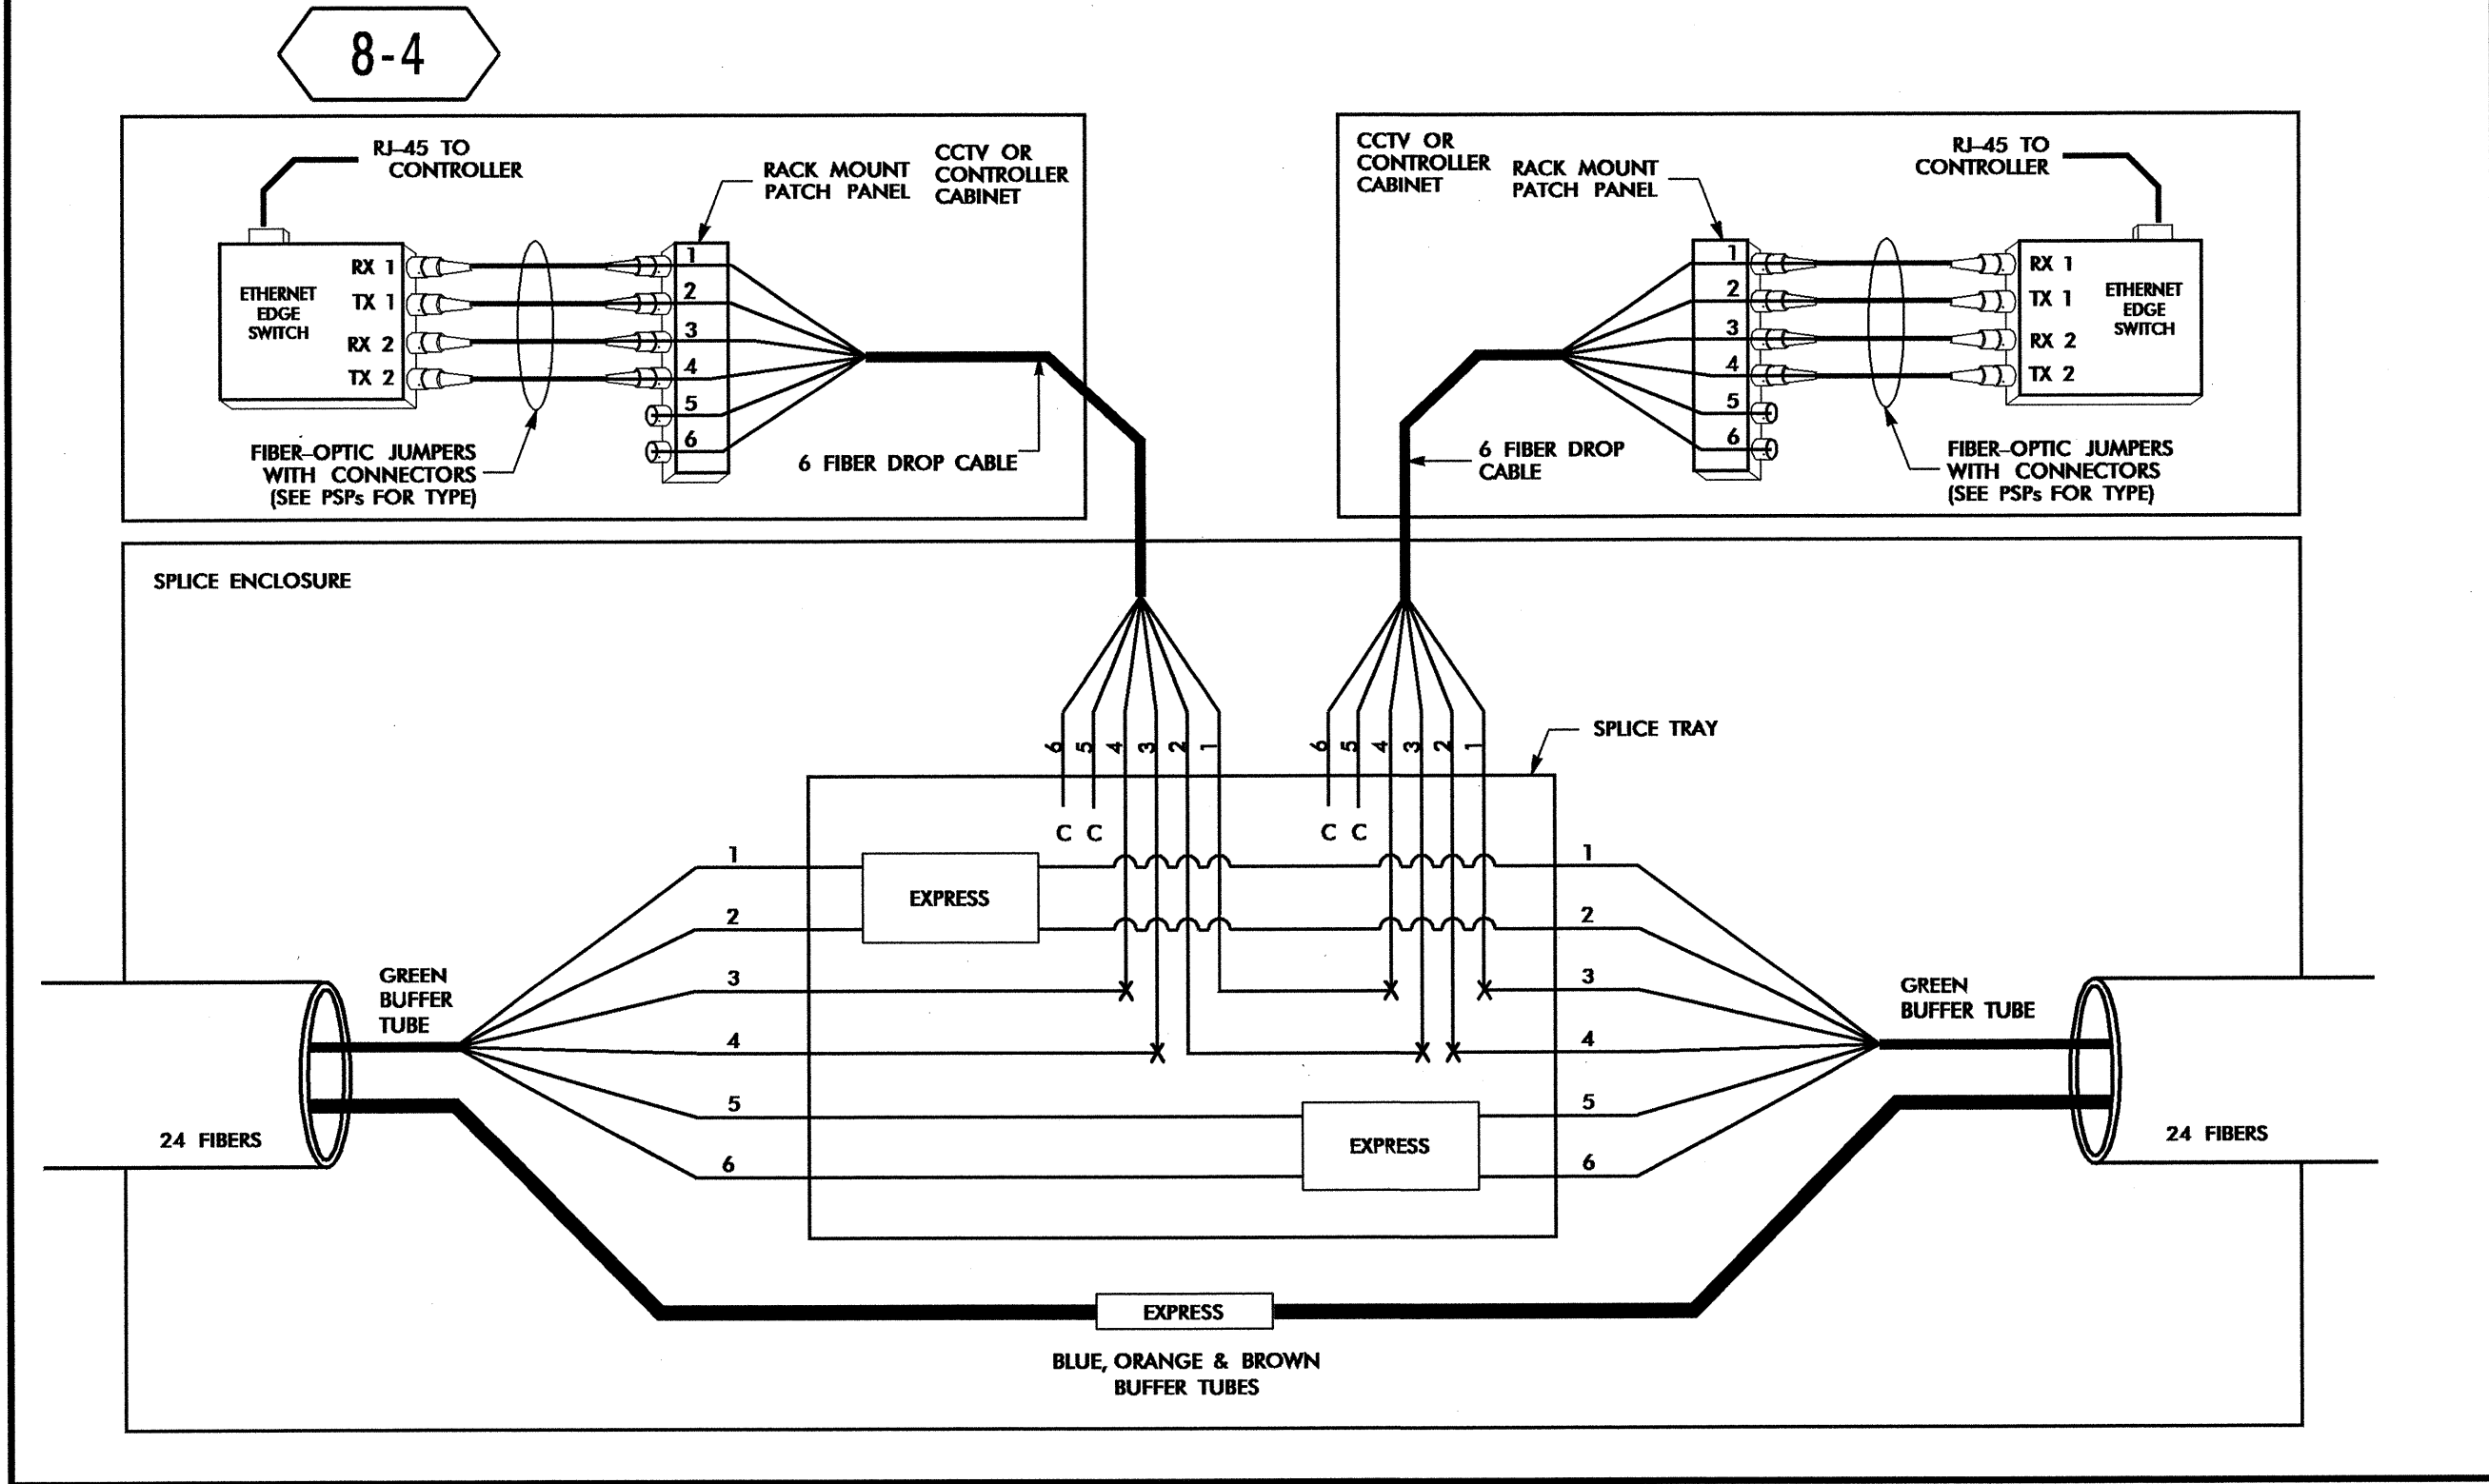 8-4
RJ-45 TO
CONTROLLER
RACK MOUNT
PATCH PANEL
CCTV OR
CONTROLLER
CABINET
ETHERNET
EDGE
SWITCH
RX 1
TX 1
RX 2
TX 2
1
2
3
4
5
6
FIBER-OPTIC JUMPERS
WITH CONNECTORS
(SEE PSPs FOR TYPE)
6 FIBER DROP CABLE
CCTV OR
CONTROLLER
CABINET
RACK MOUNT
PATCH PANEL
RJ-45 TO
CONTROLLER
1
2
3
4
5
6
RX 1
TX 1
RX 2
TX 2
ETHERNET
EDGE
SWITCH
6 FIBER DROP
CABLE
FIBER-OPTIC JUMPERS
WITH CONNECTORS
(SEE PSPs FOR TYPE)
SPLICE ENCLOSURE
6 5 4 3 2 1
6 5 4 3 2 1
SPLICE TRAY
C C
C C
1
2
3
4
5
6
EXPRESS
EXPRESS
1
2
3
4
5
6
GREEN
BUFFER
TUBE
24 FIBERS
GREEN
BUFFER TUBE
24 FIBERS
EXPRESS
BLUE, ORANGE & BROWN
BUFFER TUBES